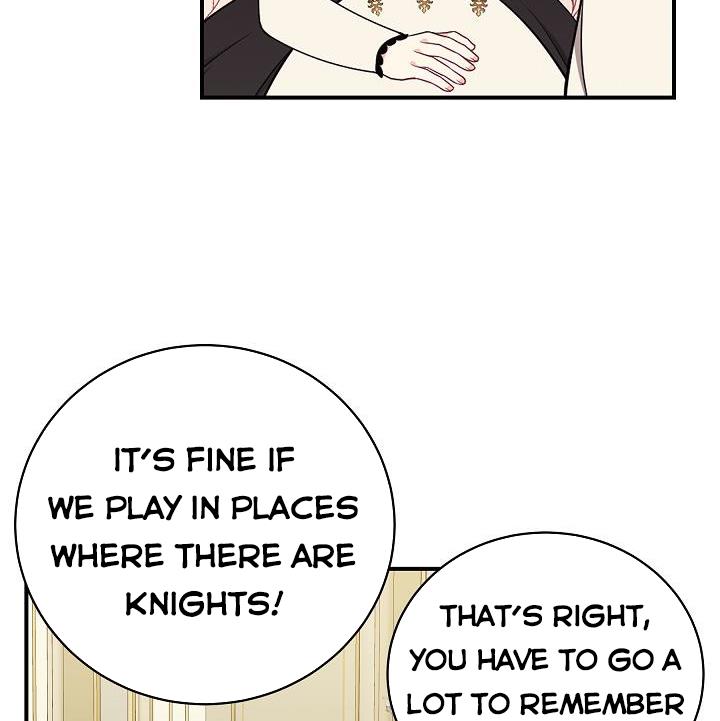 IT'S FINE IF
WE PLAY IN PLACES
WHERE THERE ARE
KNIGHTS!
THAT'S RIGHT,
YOU HAVE TO GO A
LOT TO REMEMBER